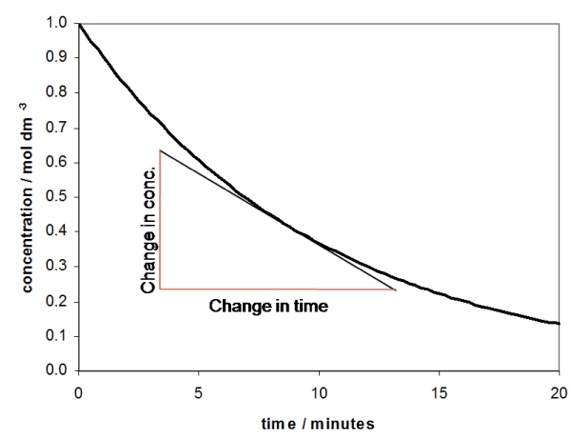 concentration / mol dm -3
1.0
0.9
0.8
0.7
0.6
0.5
0.4
0.3
0.2
0.1
0.0
Change in conc.
Change in time
0 5 10 15 20
time / minutes